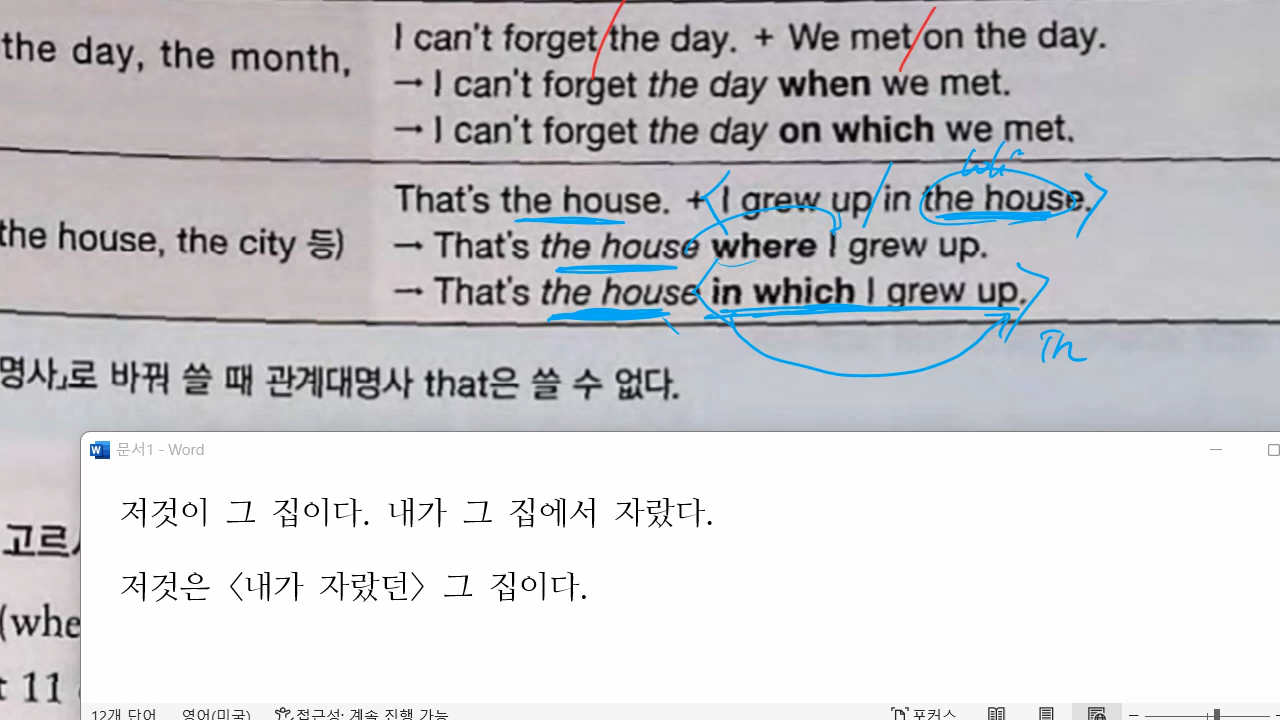 the day, the month,
I can't forget the day. + We met on the day.
→ I can't forget the day when we met.
→ I can't forget the day on which we met.
the house, the city 등)
That's the house. + I grew up in the house.
→ That's the house where I grew up.
→ That's the house in which I grew up.
명사」로 바꿔 쓸 때 관계대명사 that은 쓸 수 없다.
문서1 - Word
저것이 그 집이다. 내가 그 집에서 자랐다.
저것은 〈내가 자랐던〉 그 집이다.
고르
(whe
t 11
12개 단어 영어(미국) 접근성: 계속 진행 가능 포커스